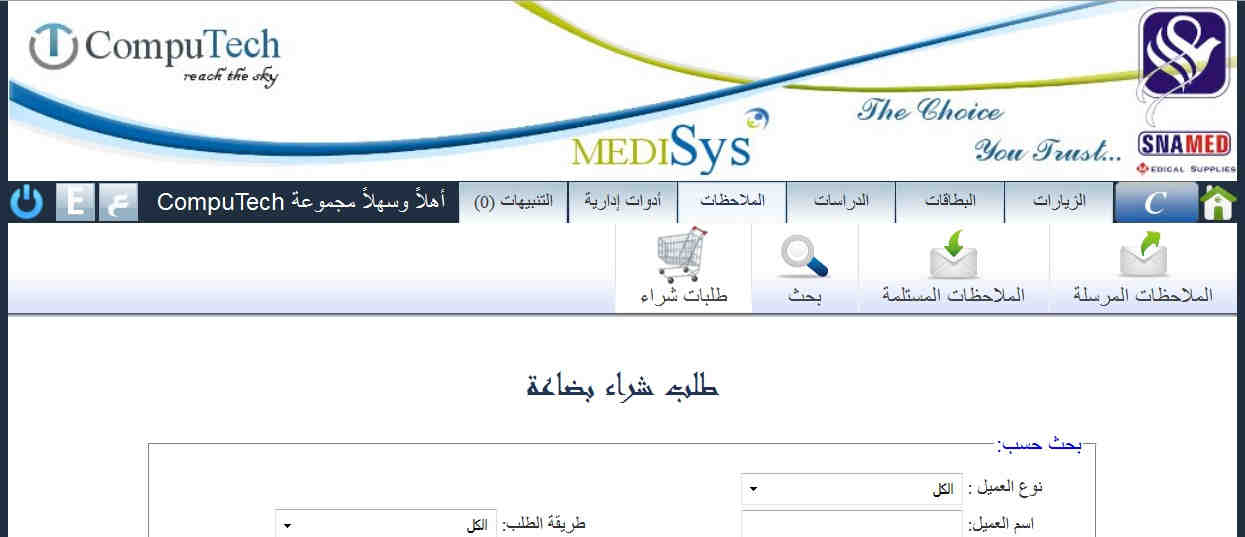 CompuTech
reach the sky
The Choice
You Trust...
MEDISys
SNAMED
MEDICAL SUPPLIES
C
الزيارات
البطاقات
الدراسات
الملاحظات
أدوات إدارية
التنبيهات (0)
أهلاً وسهلاً مجموعة CompuTech
ع
E
الملاحظات المرسلة
الملاحظات المستلمة
بحث
طلبات شراء
طلب شراء بضاعة
بحث حسب:
نوع العميل : الكل
اسم العميل: طريقة الطلب: الكل